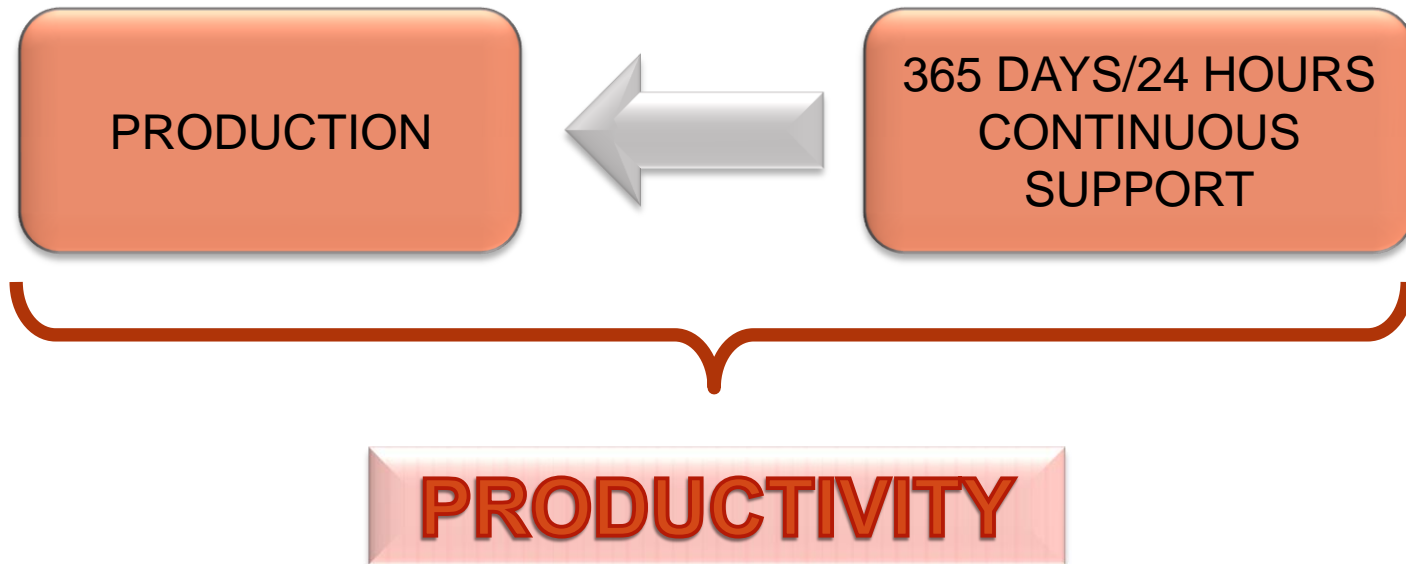 PRODUCTION
365 DAYS/24 HOURS
CONTINUOUS
SUPPORT
PRODUCTIVITY